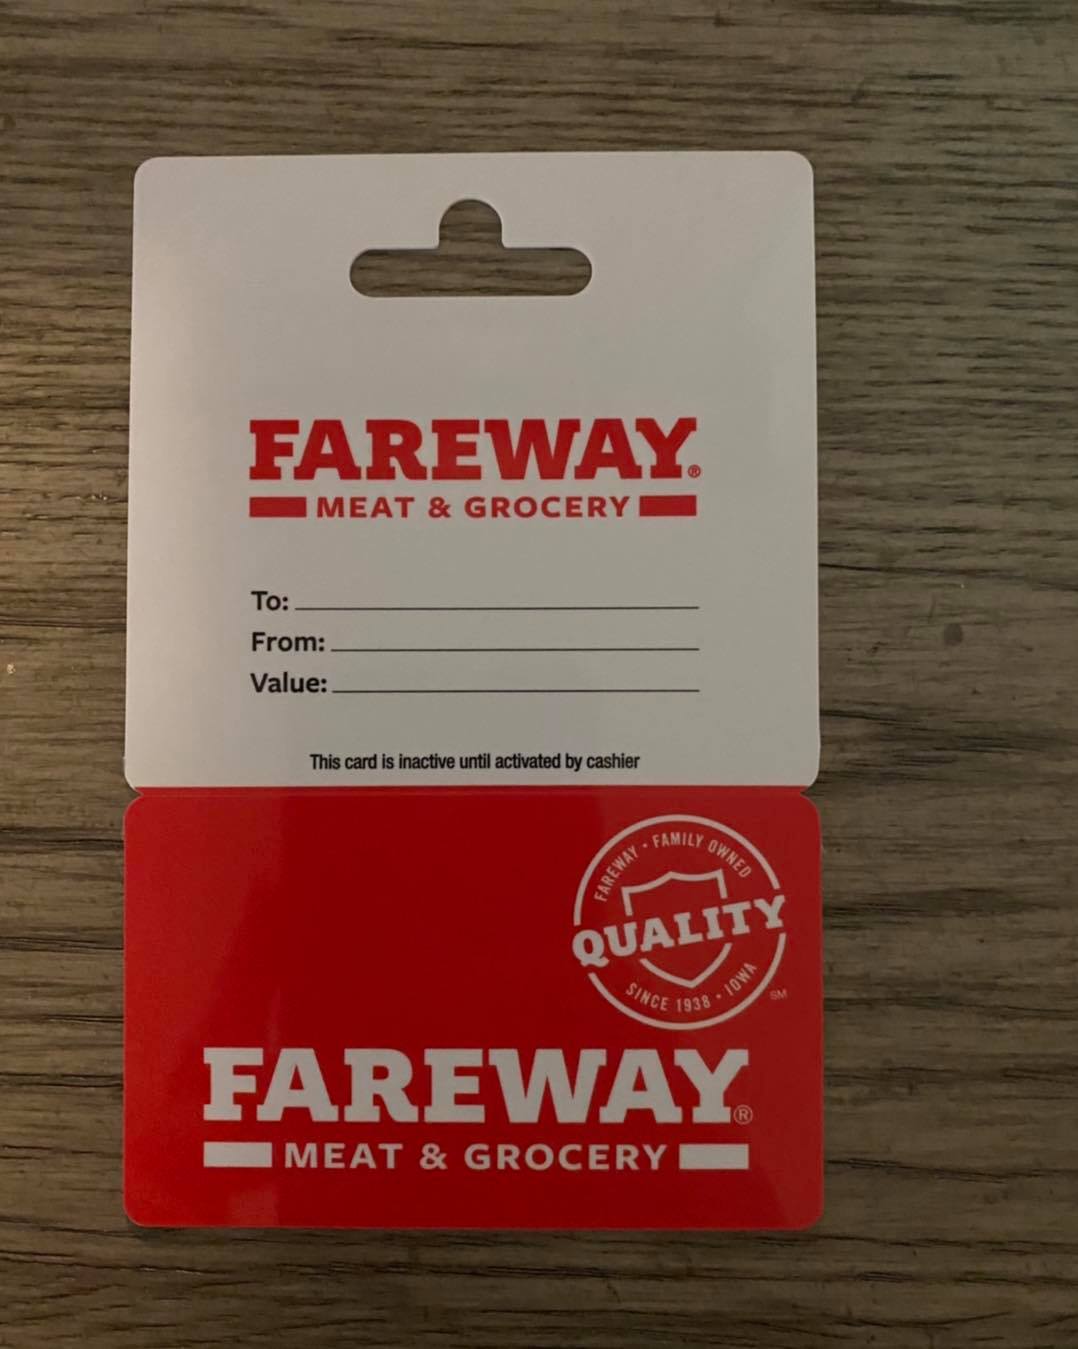 FAREWAY®
MEAT & GROCERY
To:
From:
Value:
This card is inactive until activated by cashier
FAREWAY • FAMILY OWNED
QUALITY
SINCE 1938 • IOWA
SM
FAREWAY®
MEAT & GROCERY